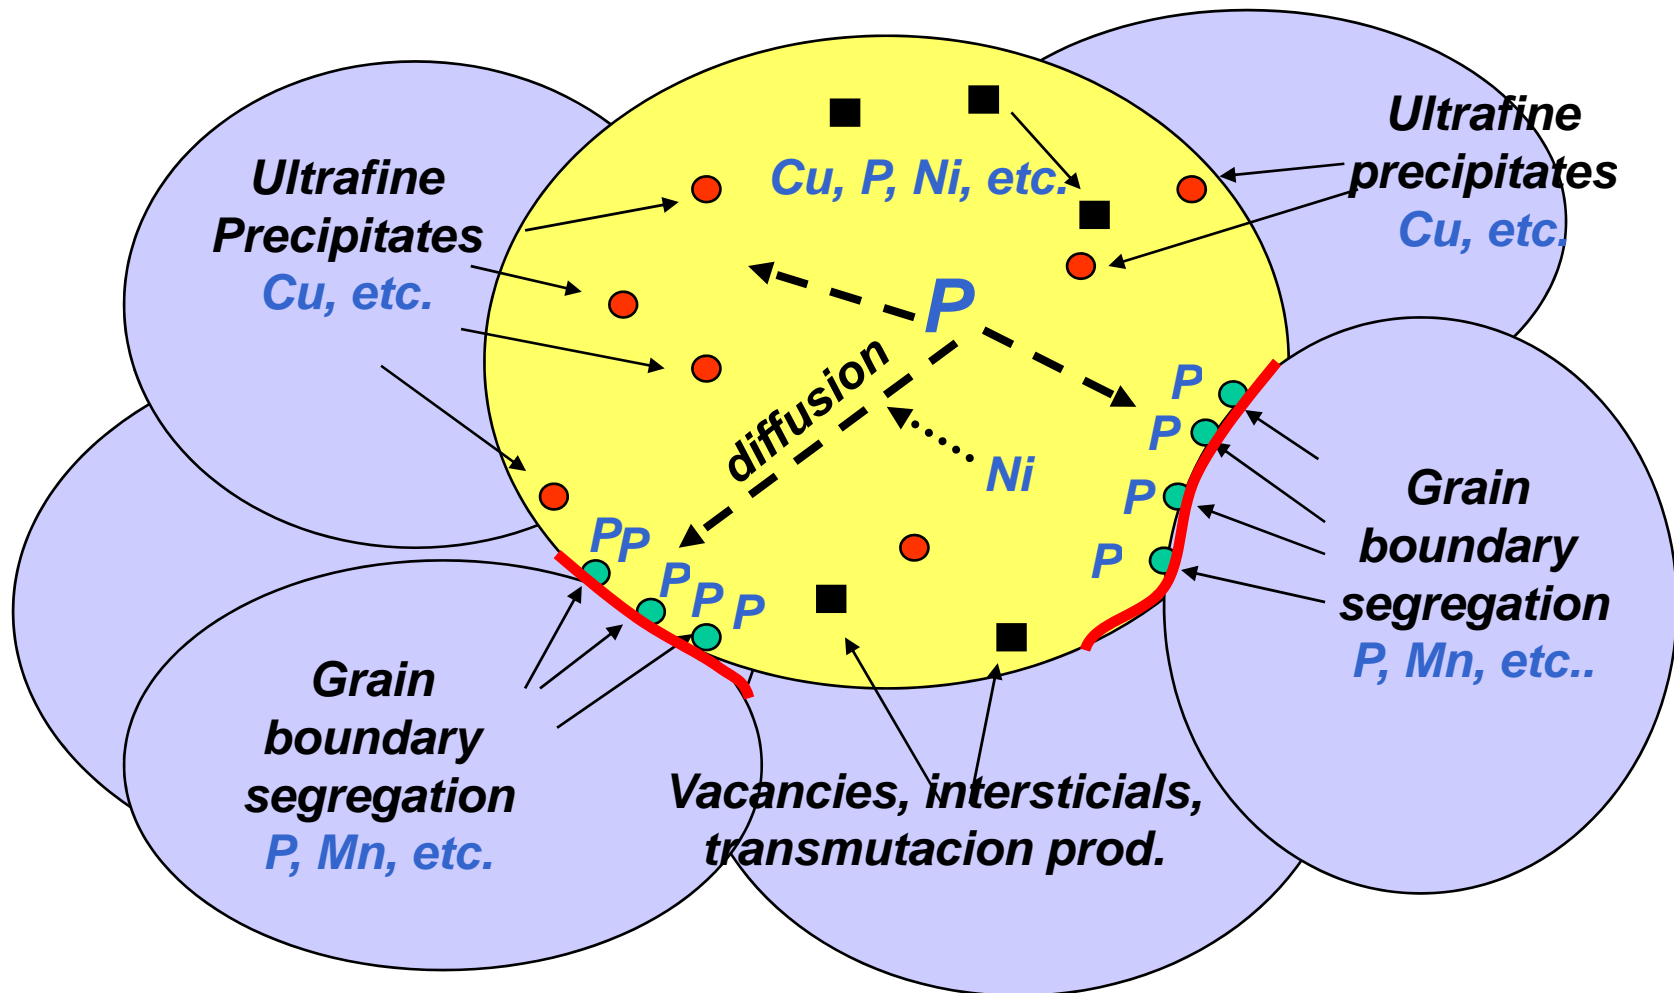 Ultrafine
Precipitates
Cu, etc.
Cu, P, Ni, etc.
Ultrafine
precipitates
Cu, etc.
P
diffusion
Ni
P
P
P
P
Grain
boundary
segregation
P, Mn, etc..
P
P
P
P
P
Grain
boundary
segregation
P, Mn, etc.
Vacancies, intersticials,
transmutacion prod.